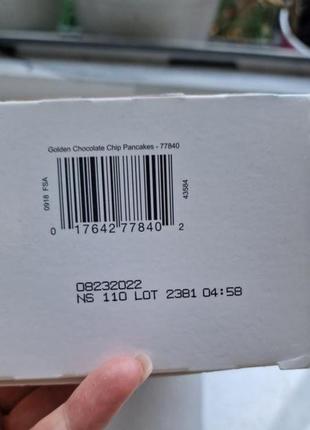 Golden Chocolate Chip Pancakes - 77840
0918 FSA
43584
0 17642 77840 2
08232022
NS 110 LOT 2381 04:58